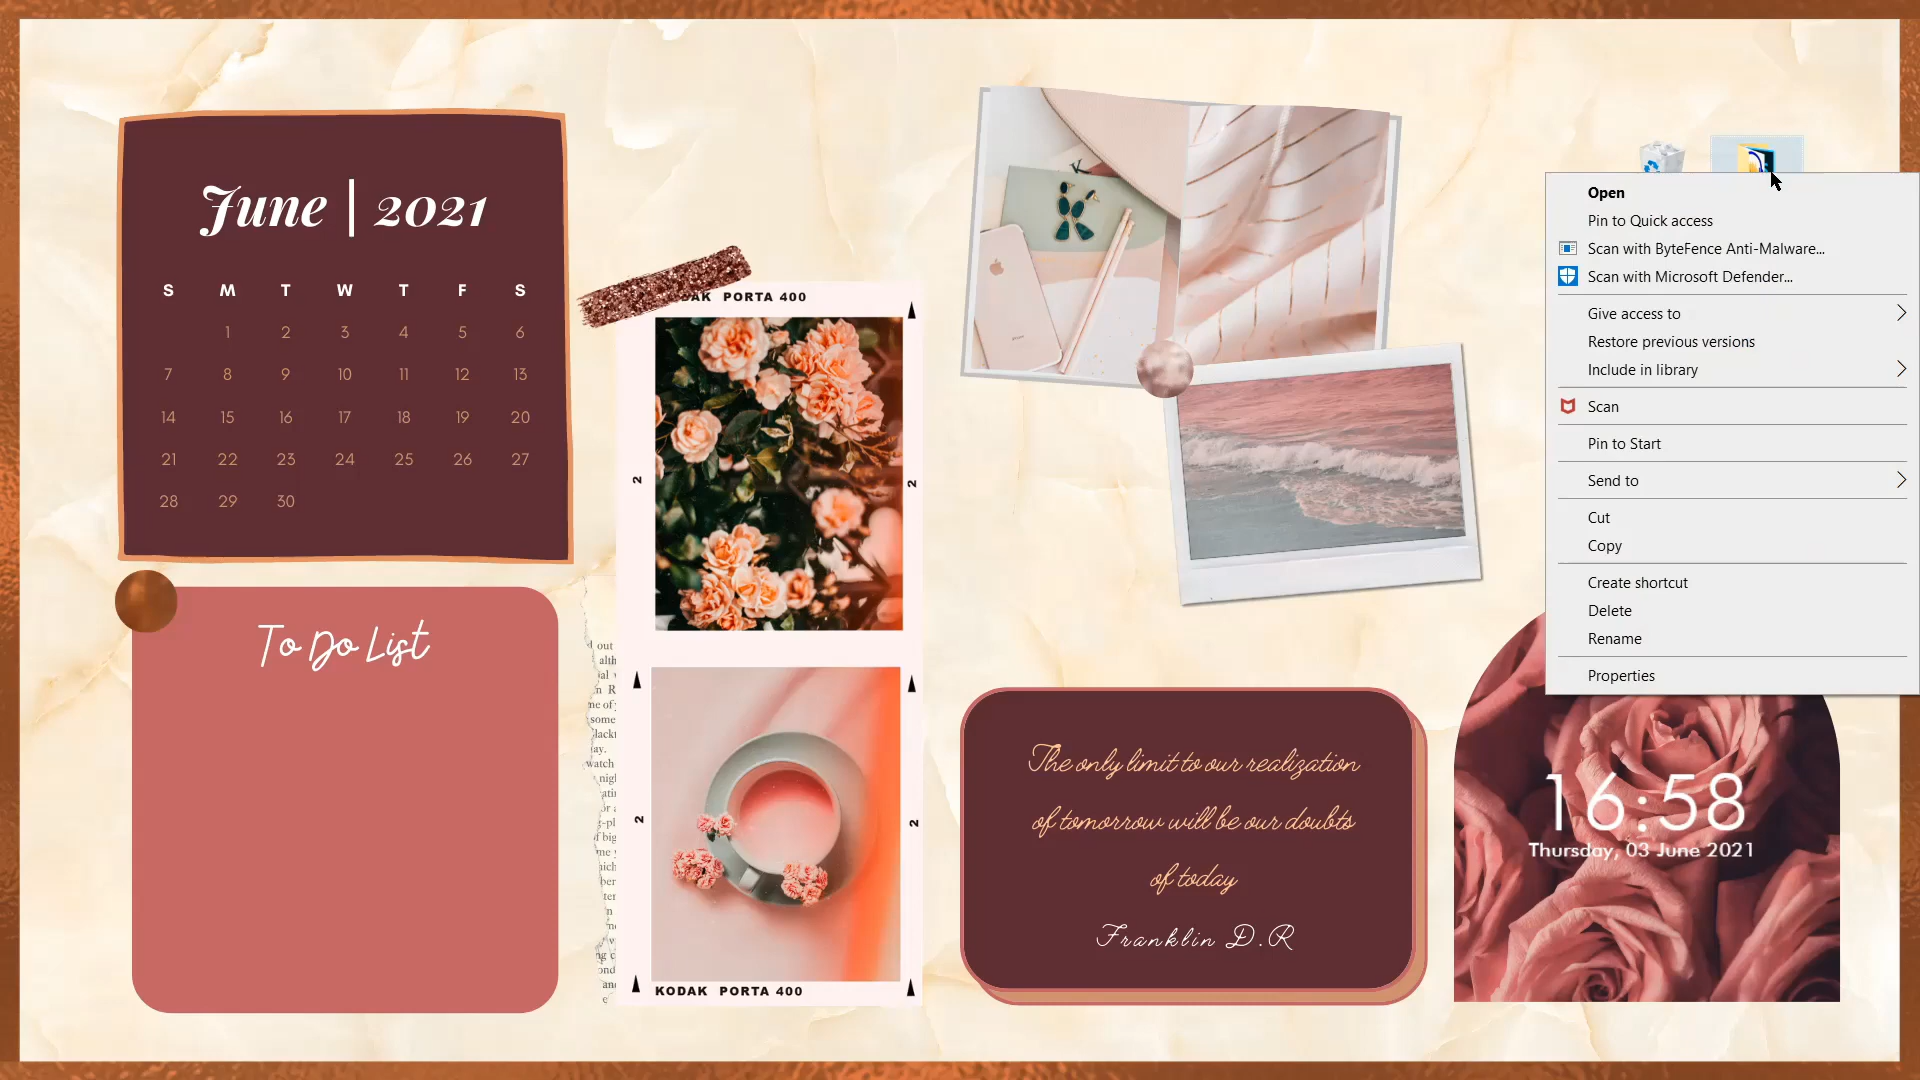 June | 2021
S M T W T F S
1 2 3 4 5 6
7 8 9 10 11 12 13
14 15 16 17 18 19 20
21 22 23 24 25 26 27
28 29 30
To Do List
PORTA 400
2 2
2 2
KODAK PORTA 400
K
The only limit to our realization
of tomorrow will be our doubts
of today
Franklin D.R
Open
Pin to Quick access
Scan with ByteFence Anti-Malware...
Scan with Microsoft Defender...
Give access to
Restore previous versions
Include in library
Scan
Pin to Start
Send to
Cut
Copy
Create shortcut
Delete
Rename
Properties
16:58
Thursday, 03 June 2021